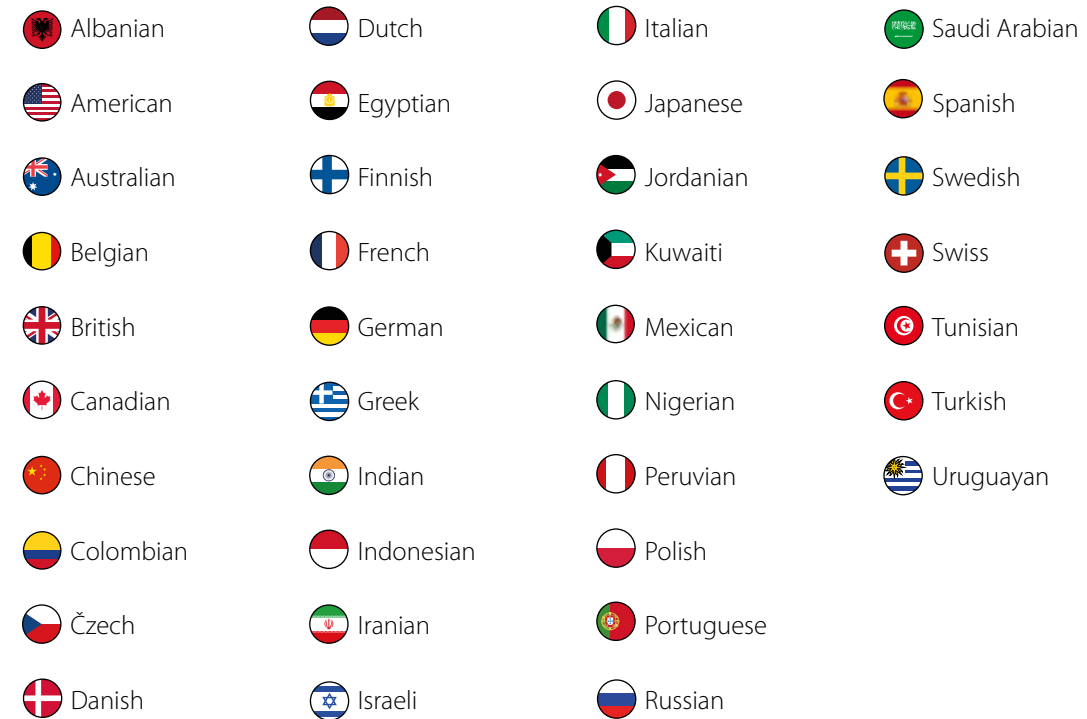 Albanian
American
Australian
Belgian
British
Canadian
Chinese
Colombian
Čzech
Danish
Dutch
Egyptian
Finnish
French
German
Greek
Indian
Indonesian
Iranian
Israeli
Italian
Japanese
Jordanian
Kuwaiti
Mexican
Nigerian
Peruvian
Polish
Portuguese
Russian
Saudi Arabian
Spanish
Swedish
Swiss
Tunisian
Turkish
Uruguayan